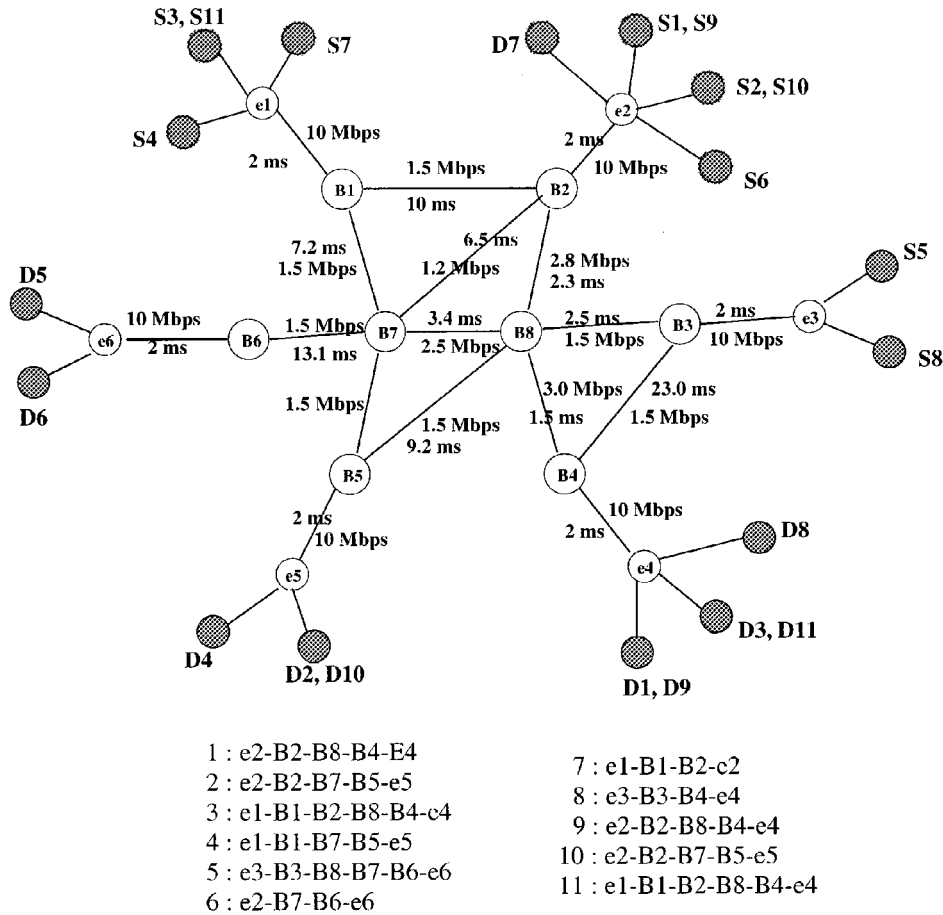 S3, S11
S7
S4
e1
10 Mbps
2 ms
D7
S1, S9
S2, S10
S6
e2
2 ms
10 Mbps
B1
1.5 Mbps
10 ms
B2
7.2 ms
1.5 Mbps
6.5 ms
1.2 Mbps
2.8 Mbps
2.3 ms
S5
D5
e6
10 Mbps
2 ms
B6
1.5 Mbps
13.1 ms
B7
3.4 ms
2.5 Mbps
B8
2.5 ms
1.5 Mbps
B3
2 ms
10 Mbps
e3
S8
D6
1.5 Mbps
1.5 Mbps
9.2 ms
3.0 Mbps
1.5 ms
23.0 ms
1.5 Mbps
B5
B4
2 ms
10 Mbps
10 Mbps
2 ms
e5
e4
D8
D4
D2, D10
D3, D11
D1, D9
1 : e2-B2-B8-B4-E4
2 : e2-B2-B7-B5-e5
3 : e1-B1-B2-B8-B4-c4
4 : e1-B1-B7-B5-e5
5 : e3-B3-B8-B7-B6-e6
6 : e2-B7-B6-e6
7 : e1-B1-B2-c2
8 : e3-B3-B4-e4
9 : e2-B2-B8-B4-e4
10 : e2-B2-B7-B5-e5
11 : e1-B1-B2-B8-B4-e4